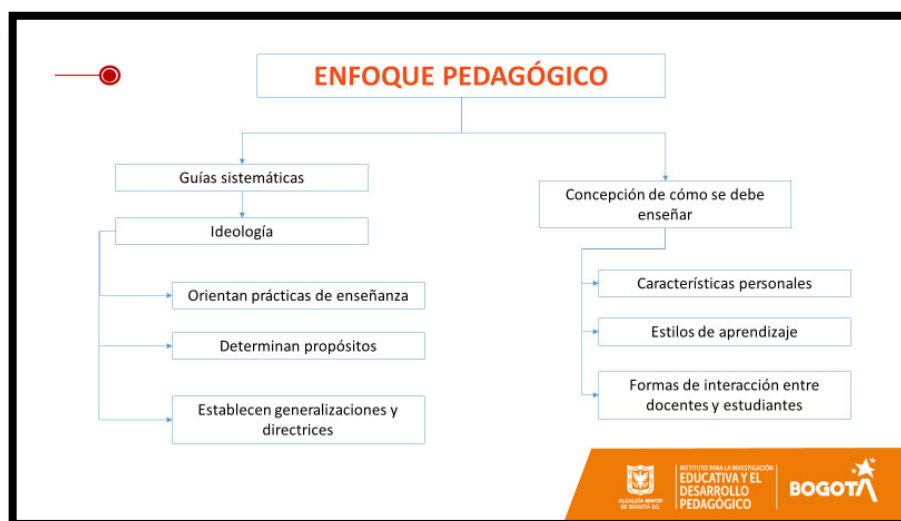 ENFOQUE PEDAGÓGICO
Guías sistemáticas
Ideología
Orientan prácticas de enseñanza
Determinan propósitos
Establecen generalizaciones y
directrices
Concepción de cómo se debe
enseñar
Características personales
Estilos de aprendizaje
Formas de interacción entre
docentes y estudiantes
ALCALDÍA MAYOR
DE BOGOTÁ D.C.
INSTITUTO PARA LA INVESTIGACIÓN
EDUCATIVA Y EL
DESARROLLO
PEDAGÓGICO
BOGOTÁ